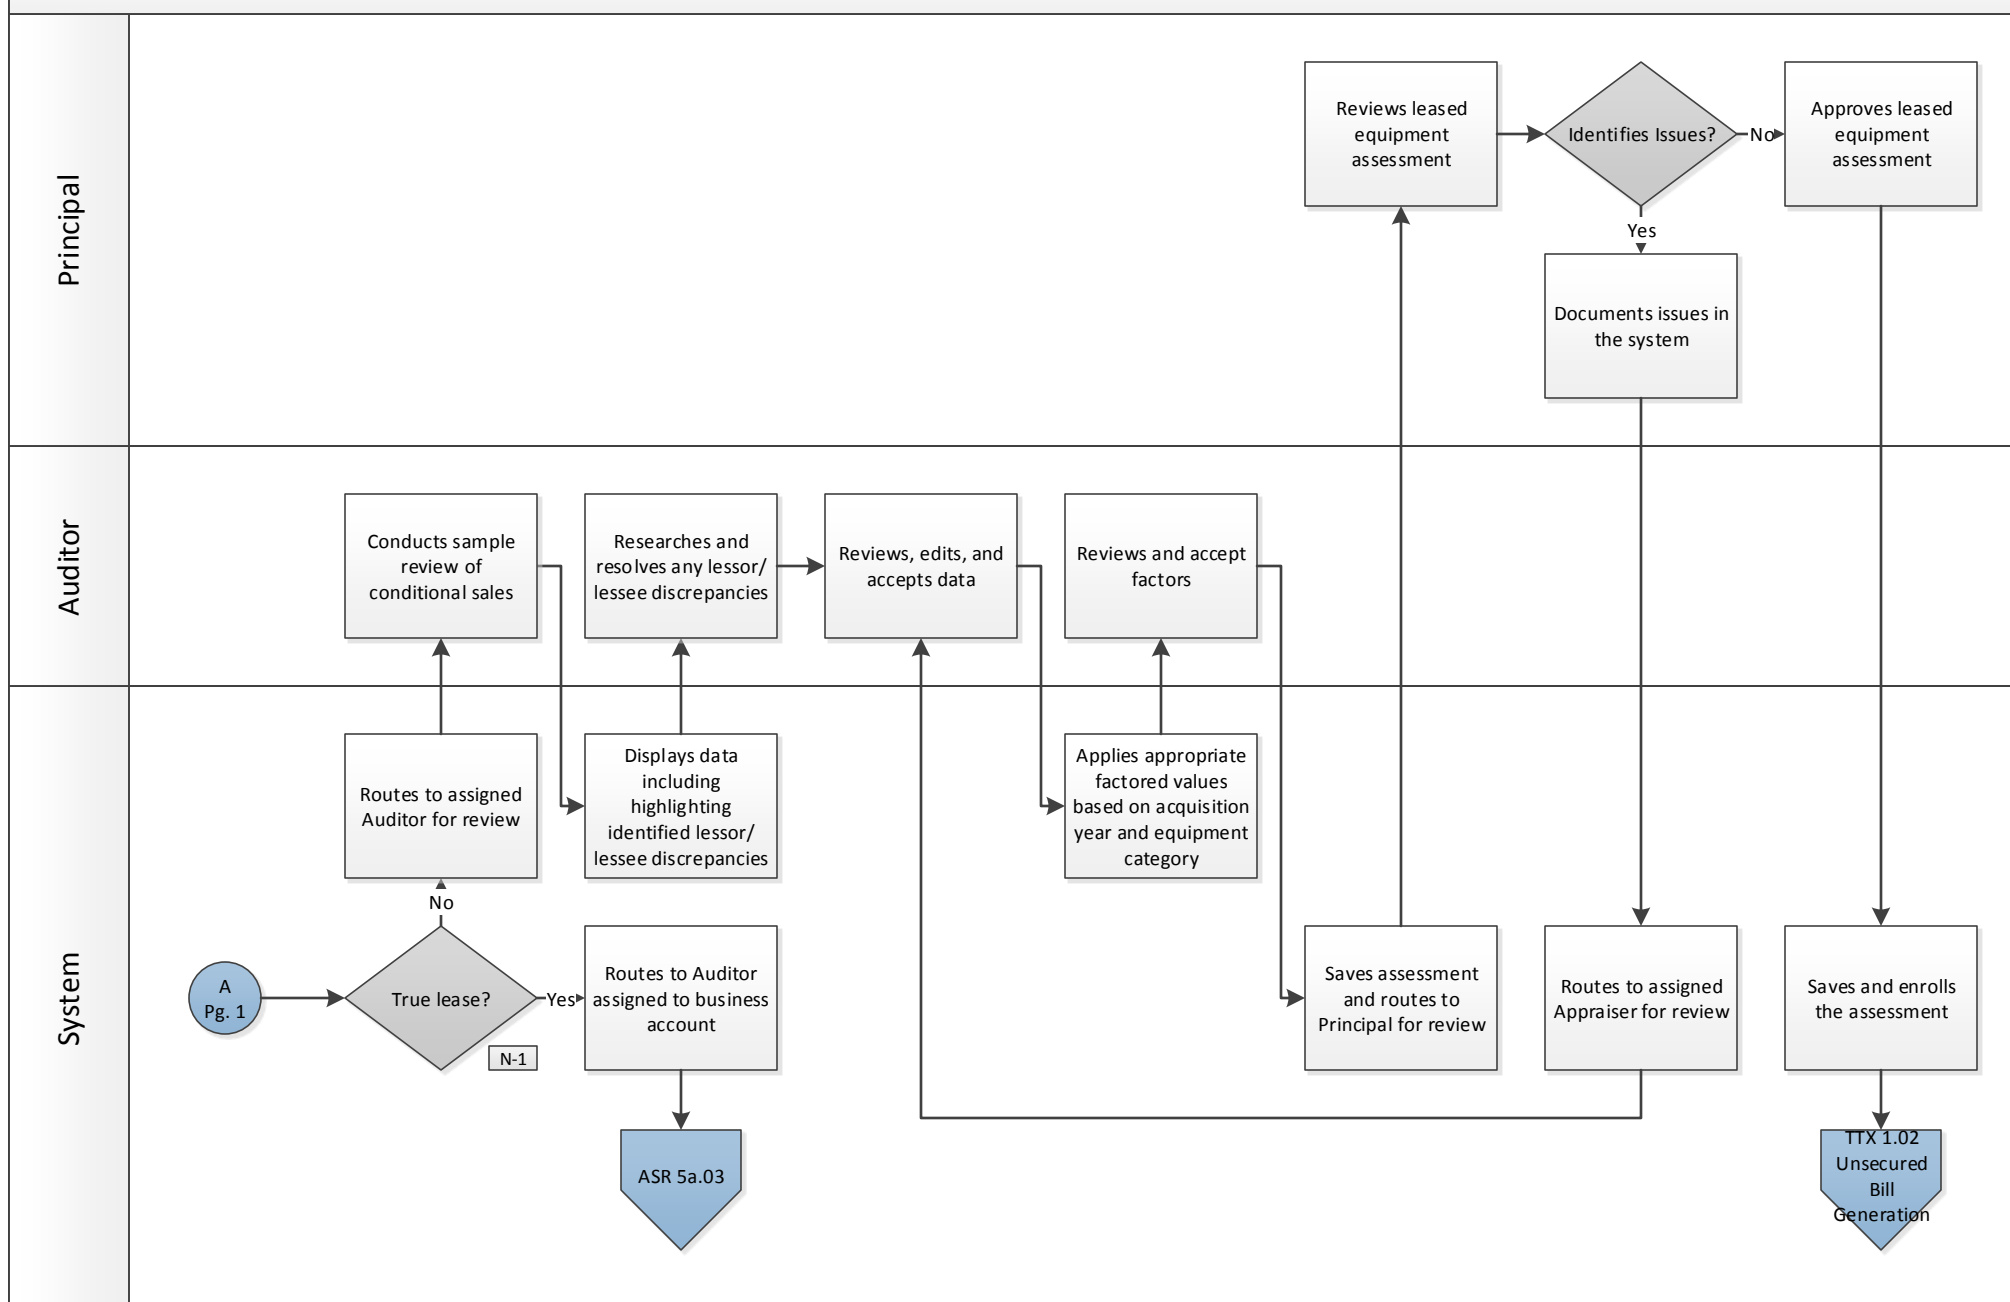 Principal
Reviews leased
equipment
assessment
Identifies Issues?
No
Approves leased
equipment
assessment
Yes
Documents issues in
the system
Auditor
Conducts sample
review of
conditional sales
Researches and
resolves any lessor/
lessee discrepancies
Reviews, edits, and
accepts data
Reviews and accept
factors
System
Routes to assigned
Auditor for review
Displays data
including
highlighting
identified lessor/
lessee discrepancies
Applies appropriate
factored values
based on acquisition
year and equipment
category
No
A
Pg. 1
True lease?
Yes
N-1
Routes to Auditor
assigned to business
account
Saves assessment
and routes to
Principal for review
Routes to assigned
Appraiser for review
Saves and enrolls
the assessment
ASR 5a.03
TTX 1.02
Unsecured
Bill
Generation